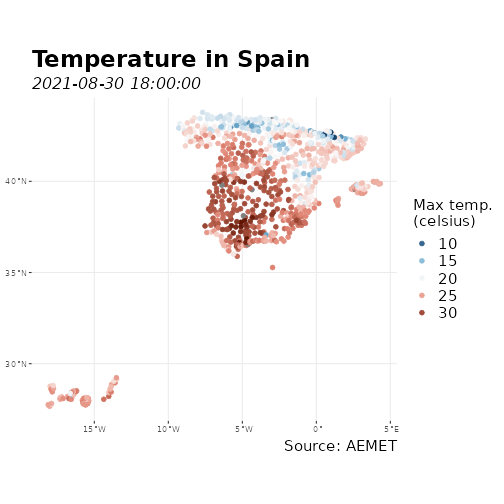 Temperature in Spain
2021-08-30 18:00:00
40°N
35°N
30°N
15°W
10°W
5°W
0°
5°E
Max temp.
(celsius)
10
15
20
25
30
Source: AEMET